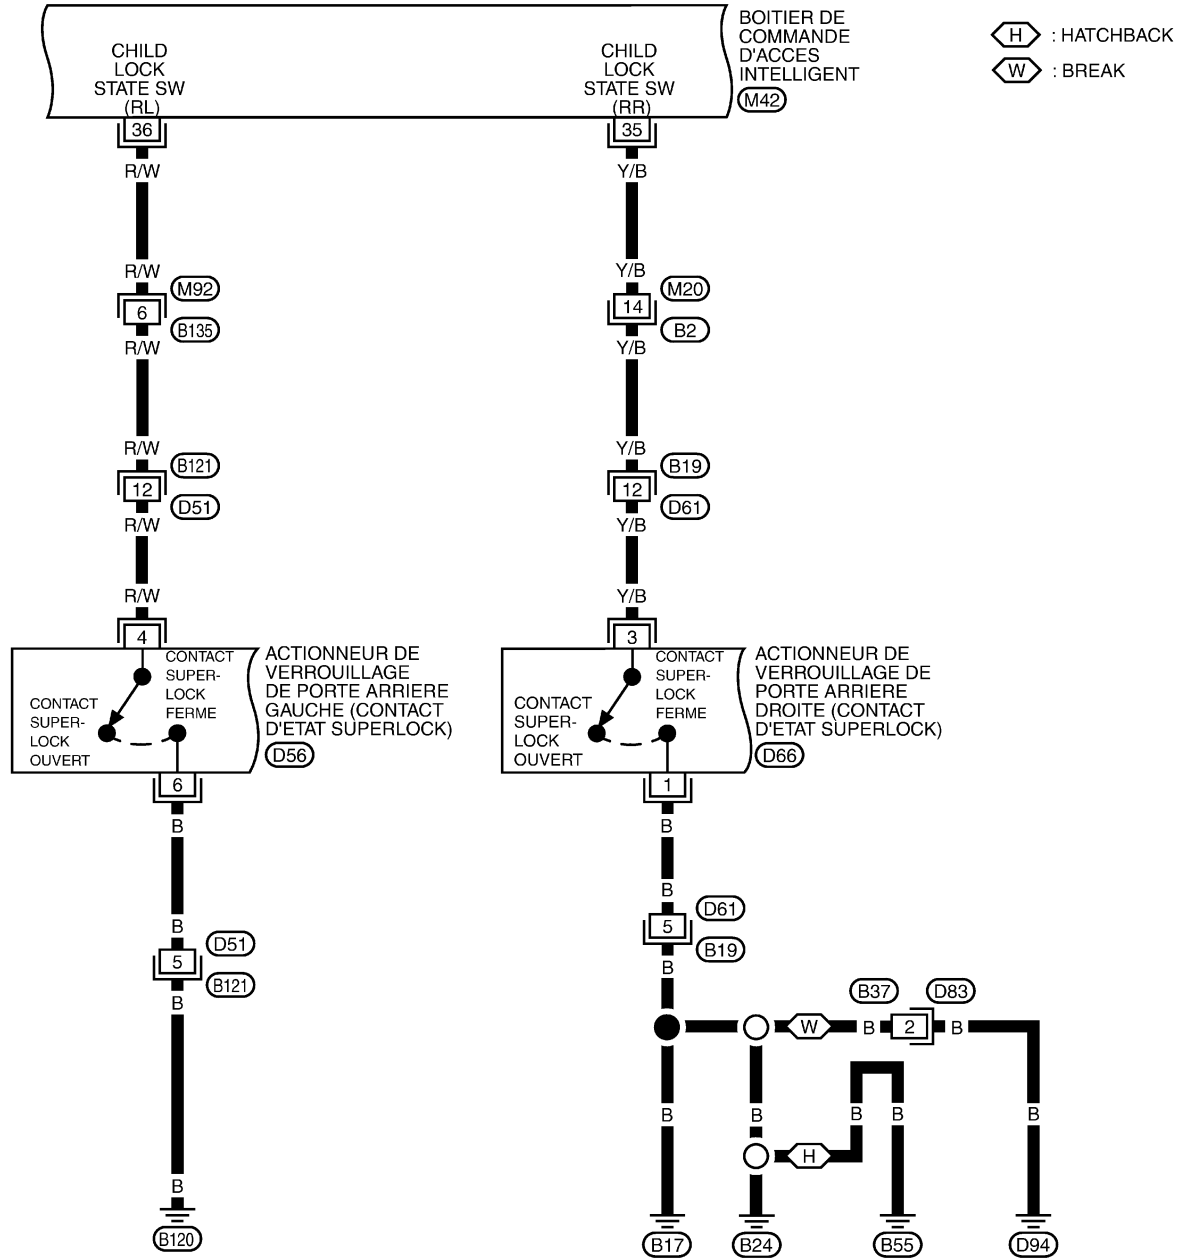 CHILD
LOCK
STATE SW
(RL)
36
CHILD
LOCK
STATE SW
(RR)
35
BOITIER DE
COMMANDE
D'ACCES
INTELLIGENT
M42
H : HATCHBACK
W : BREAK
R/W
Y/B
R/W
Y/B
M92
6
B135
M20
14
B2
R/W
Y/B
R/W
Y/B
B121
12
D51
B19
12
D61
R/W
Y/B
R/W
Y/B
4
3
CONTACT
SUPER-
LOCK
FERME
CONTACT
SUPER-
LOCK
OUVERT
ACTIONNEUR DE
VERROUILLAGE
DE PORTE ARRIERE
GAUCHE (CONTACT
D'ETAT SUPERLOCK)
D56
CONTACT
SUPER-
LOCK
FERME
CONTACT
SUPER-
LOCK
OUVERT
ACTIONNEUR DE
VERROUILLAGE DE
PORTE ARRIERE
DROITE (CONTACT
D'ETAT SUPERLOCK)
D66
6
1
B
B
B
B
D61
5
B19
D51
5
B121
B
B
B37
D83
W
B
2
B
B
B
B
B
B
H
B
B120
B17
B24
B55
D94